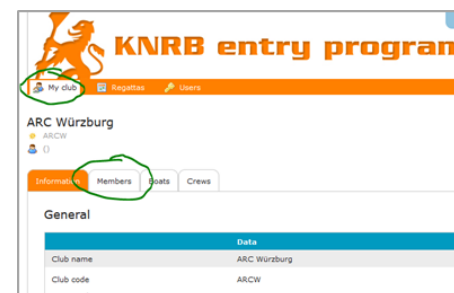 KNRB entry program
My club Regattas Users
ARC Würzburg
ARCW
()
Information Members Boats Crews
General
Data
Club name ARC Würzburg
Club code ARCW